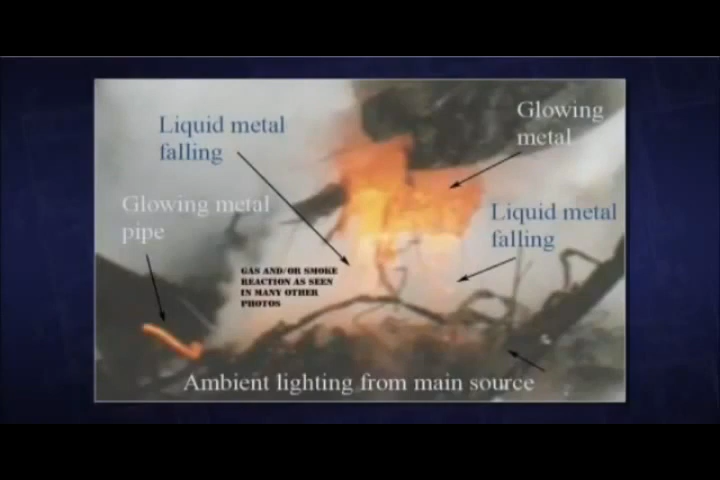 Glowing
metal
Liquid metal
falling
Glowing metal
pipe
Liquid metal
falling
GAS AND/OR SMOKE
REACTION AS SEEN
IN MANY OTHER
PHOTOS
Ambient lighting from main source